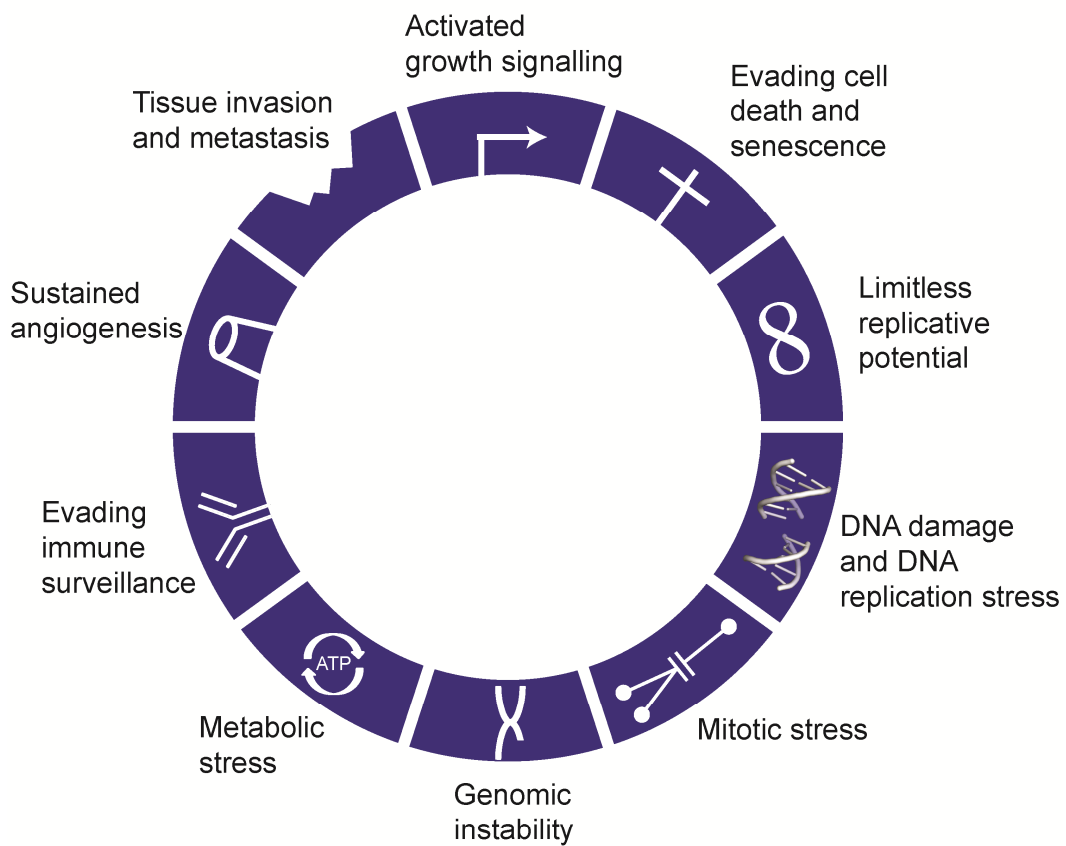 Activated
growth signalling
Evading cell
death and
senescence
Limitless
replicative
potential
DNA damage
and DNA
replication stress
Mitotic stress
Genomic
instability
Metabolic
stress
ATP
Evading
immune
surveillance
Sustained
angiogenesis
Tissue invasion
and metastasis